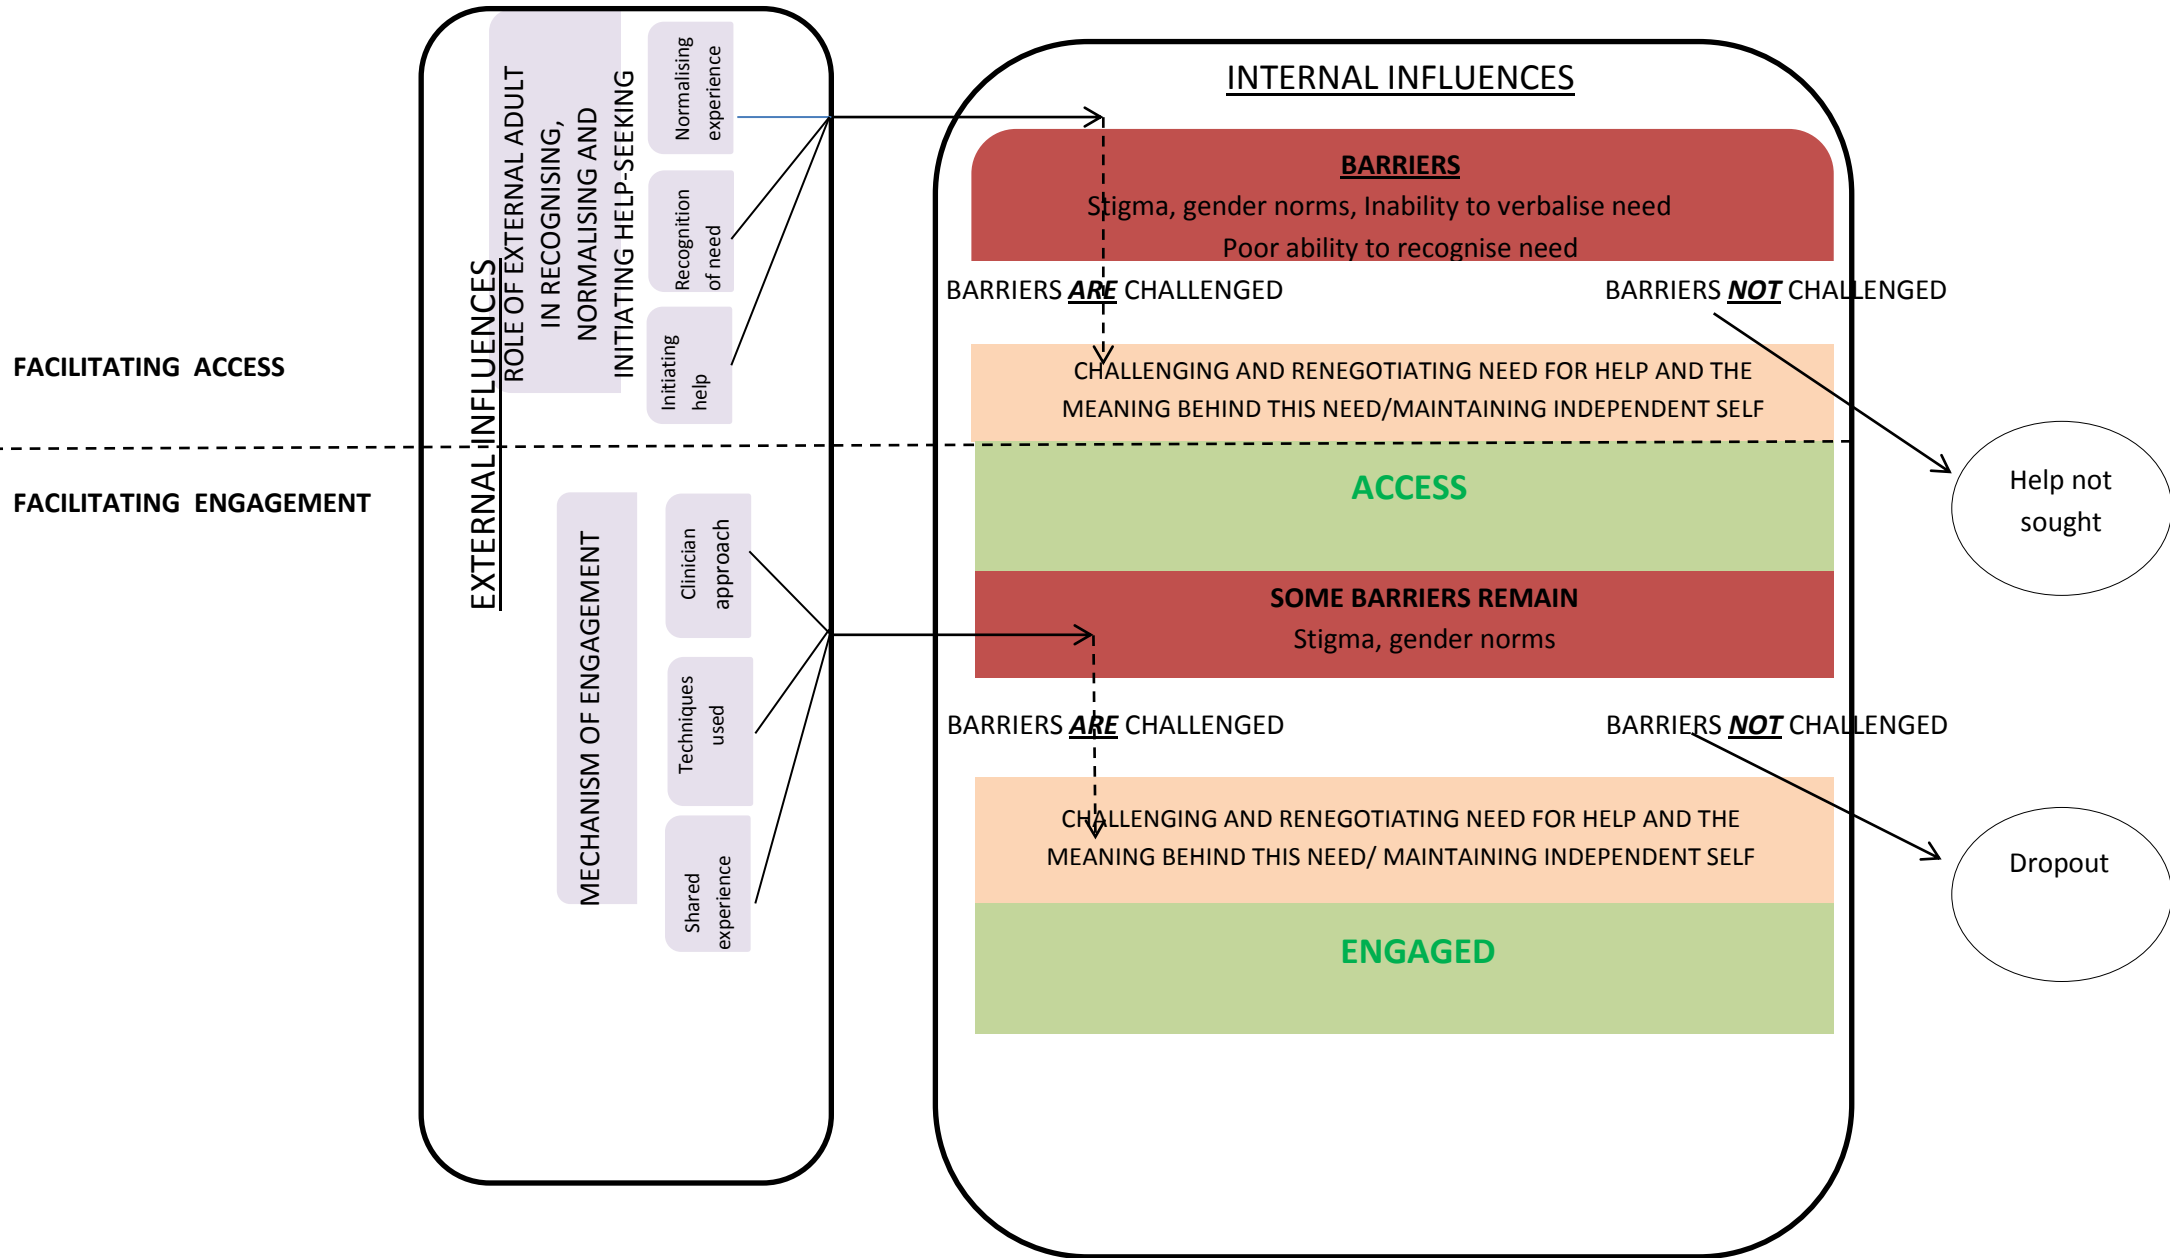 FACILITATING ACCESS
FACILITATING ENGAGEMENT
EXTERNAL INFLUENCES
ROLE OF EXTERNAL ADULT
IN RECOGNISING,
NORMALISING AND
INITIATING HELP-SEEKING
Normalising
experience
Recognition
of need
Initiating
help
MECHANISM OF ENGAGEMENT
Clinician
approach
Techniques
used
Shared
experience
INTERNAL INFLUENCES
BARRIERS
Stigma, gender norms, Inability to verbalise need
Poor ability to recognise need
BARRIERS ARE CHALLENGED
BARRIERS NOT CHALLENGED
CHALLENGING AND RENEGOTIATING NEED FOR HELP AND THE
MEANING BEHIND THIS NEED/MAINTAINING INDEPENDENT SELF
ACCESS
Help not
sought
SOME BARRIERS REMAIN
Stigma, gender norms
BARRIERS ARE CHALLENGED
BARRIERS NOT CHALLENGED
CHALLENGING AND RENEGOTIATING NEED FOR HELP AND THE
MEANING BEHIND THIS NEED/ MAINTAINING INDEPENDENT SELF
Dropout
ENGAGED